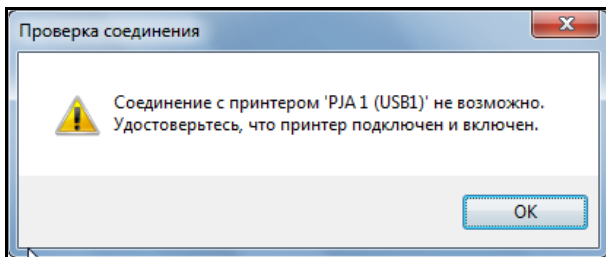 Проверка соединения
Соединение с принтером 'PJA 1 (USB1)' не возможно.
Удостоверьтесь, что принтер подключен и включен.
OK